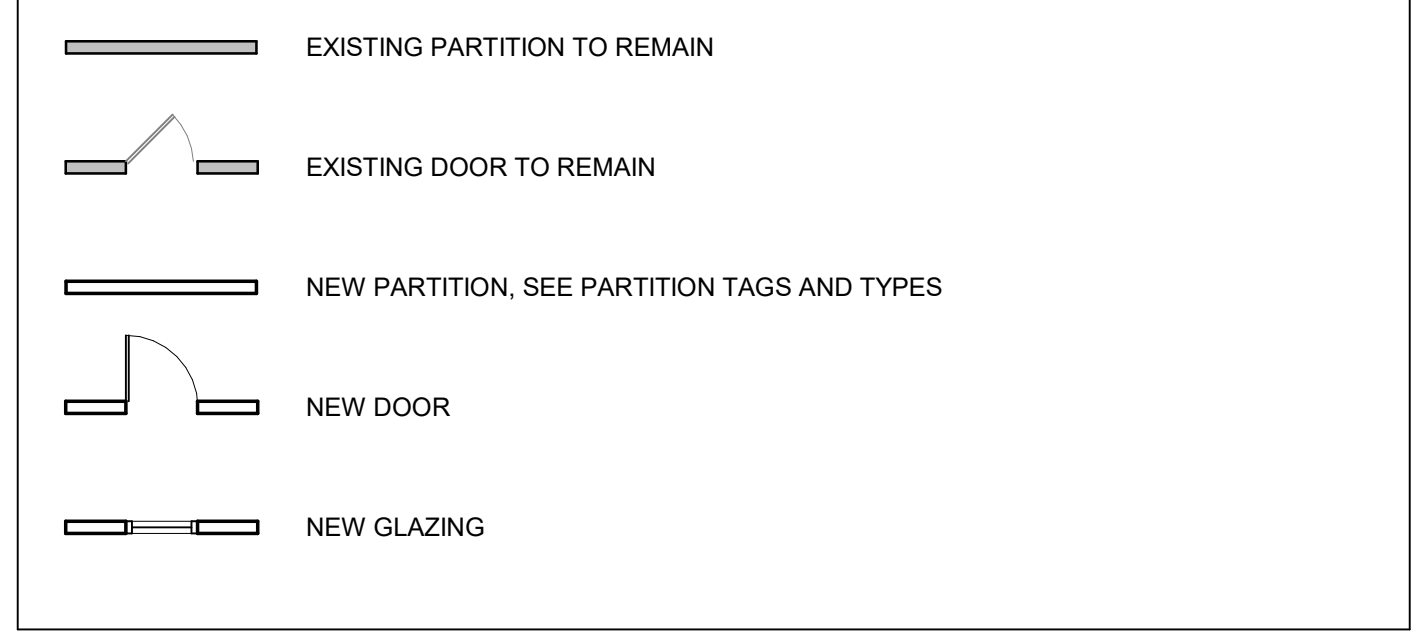 EXISTING PARTITION TO REMAIN
EXISTING DOOR TO REMAIN
NEW PARTITION, SEE PARTITION TAGS AND TYPES
NEW DOOR
NEW GLAZING